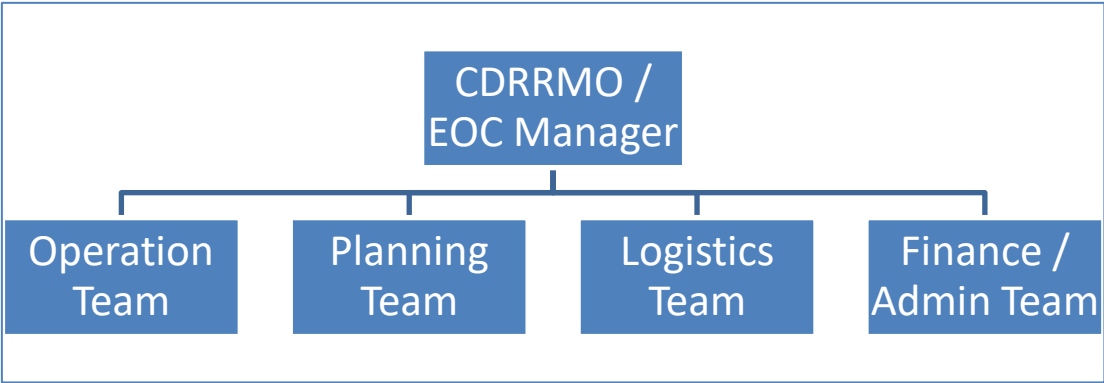 CDRRMO /
EOC Manager
Operation
Team
Planning
Team
Logistics
Team
Finance /
Admin Team